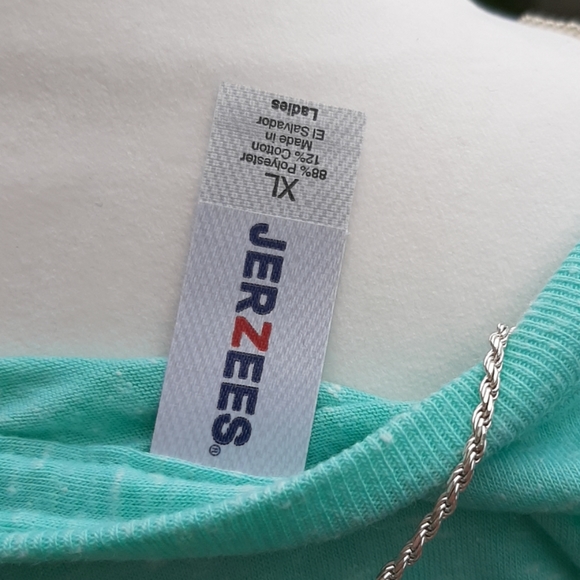 JERZEES®
XL
88% Polyester
12% Cotton
Made in
El Salvador
Ladies